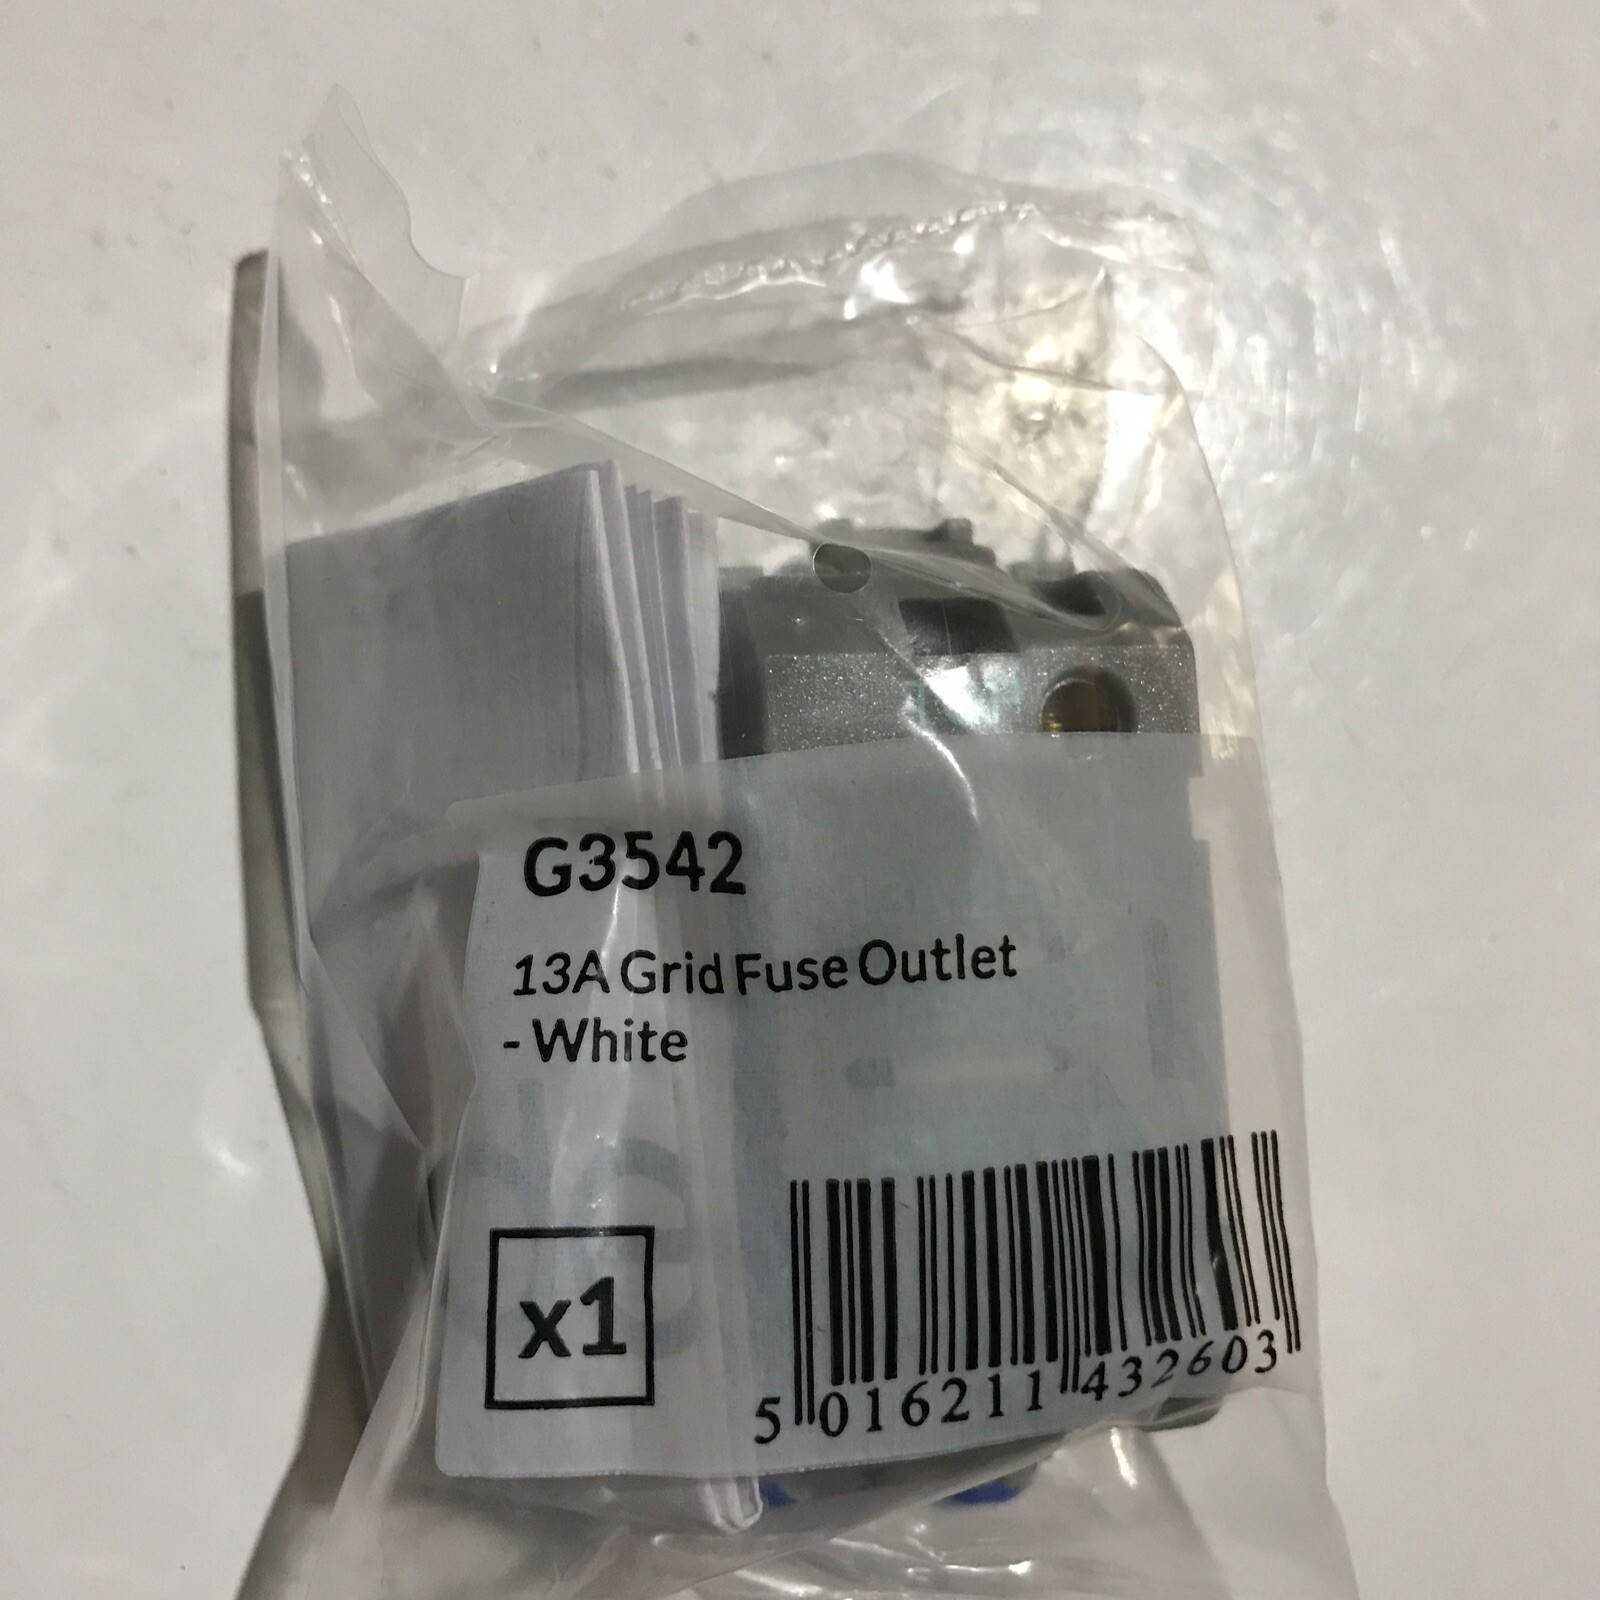 G3542
13A Grid Fuse Outlet
- White
x1
5 016211 432603